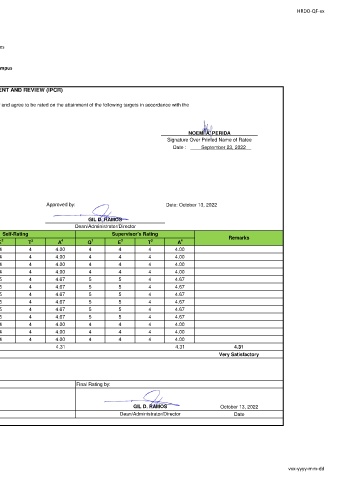 HRDO-QF-xx
es
mpus
ENT AND REVIEW (IPCR)
and agree to be rated on the attainment of the following targets in accordance with the
NOEMI A. PERIDA
Signature Over Printed Name of Ratee
Date : September 23, 2022
Approved by: Date: October 13, 2022
GIL D. RAMOS
Dean/Administrator/Director
Self-Rating Supervisor's Rating Remarks
E2 T3 A4 Q1 E2 T3 A4
4 4 4.00 4 4 4 4.00
4 4 4.00 4 4 4 4.00
4 4 4.00 4 4 4 4.00
4 4 4.00 4 4 4 4.00
5 4 4.67 5 5 4 4.67
5 4 4.67 5 5 4 4.67
5 4 4.67 5 5 4 4.67
5 4 4.67 5 5 4 4.67
5 4 4.67 5 5 4 4.67
5 4 4.67 5 5 4 4.67
4 4 4.00 4 4 4 4.00
4 4 4.00 4 4 4 4.00
4 4 4.00 4 4 4 4.00
4.31 4.31 4.31
Very Satisfactory
Final Rating by:
GIL D. RAMOS October 13, 2022
Dean/Administrator/Director Date
vxx-yyyy-mm-dd